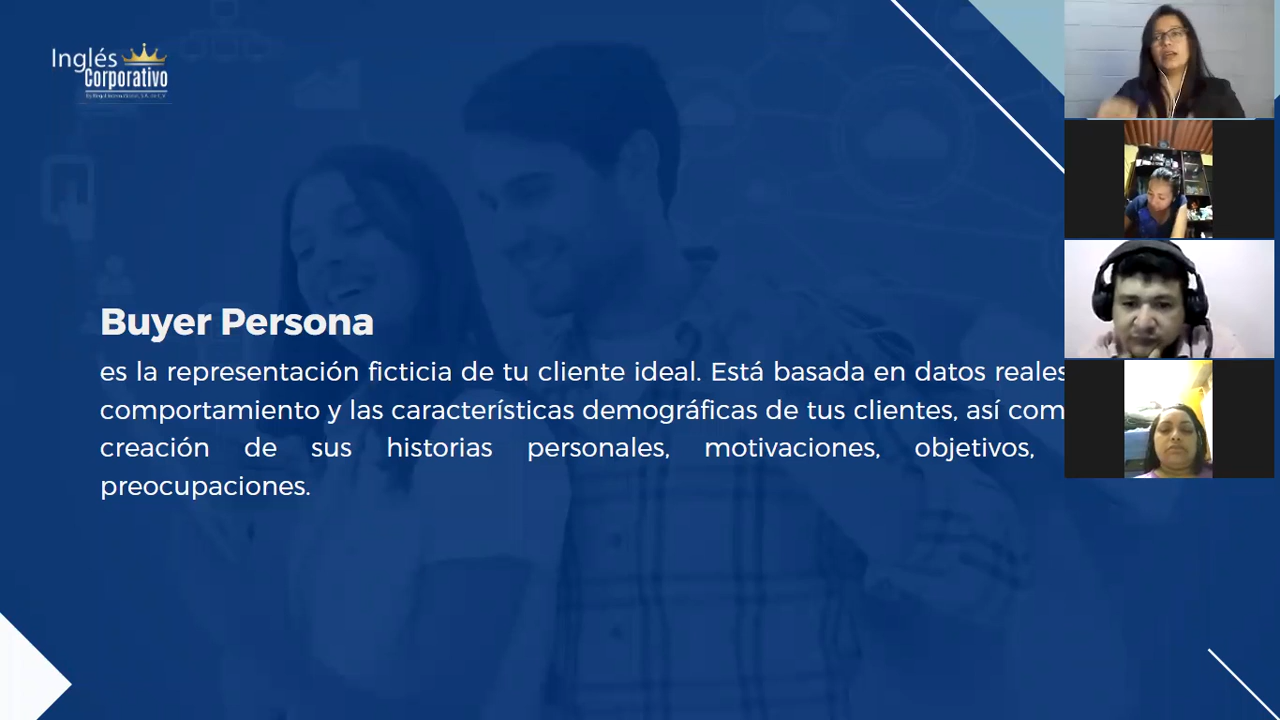 Inglés
Corporativo
Buyer Persona
es la representación ficticia de tu cliente ideal. Está basada en datos reales
comportamiento y las características demográficas de tus clientes, así com
creación de sus historias personales, motivaciones, objetivos,
preocupaciones.